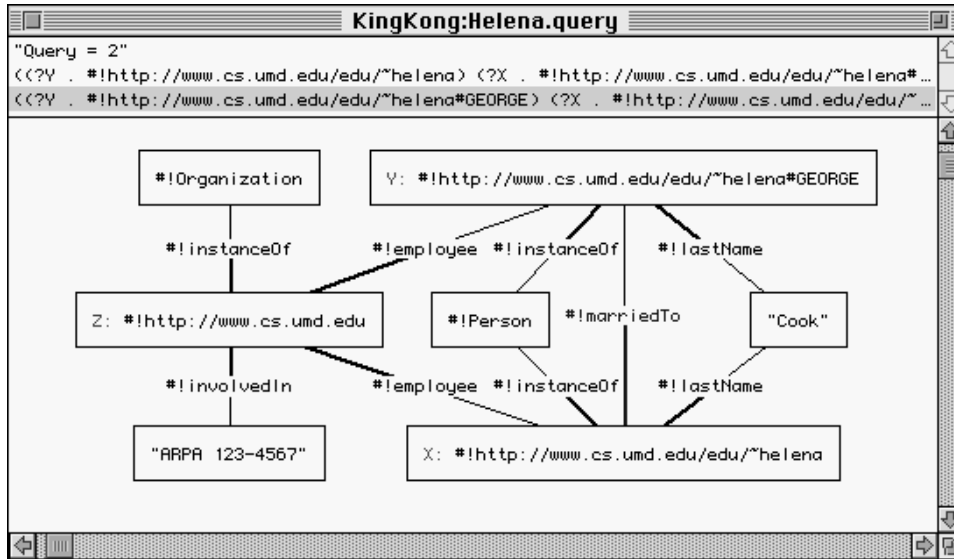 KingKong:Helena.query
"Query = 2"
((?Y . #!http://www.cs.umd.edu/edu/~helena) (?X . #!http://www.cs.umd.edu/edu/~helena# …
((?Y . #!http://www.cs.umd.edu/edu/~helena#GEORGE) (?X . #!http://www.cs.umd.edu/edu/~ …
#!Organization Y: #!http://www.cs.umd.edu/edu/~helena#GEORGE
#!instanceOf #!employee #!instanceOf #!lastName
Z: #!http://www.cs.umd.edu #!Person #!marriedTo "Cook"
#!involvedIn #!employee #!instanceOf #!lastName
"ARPA 123-4567" X: #!http://www.cs.umd.edu/edu/~helena